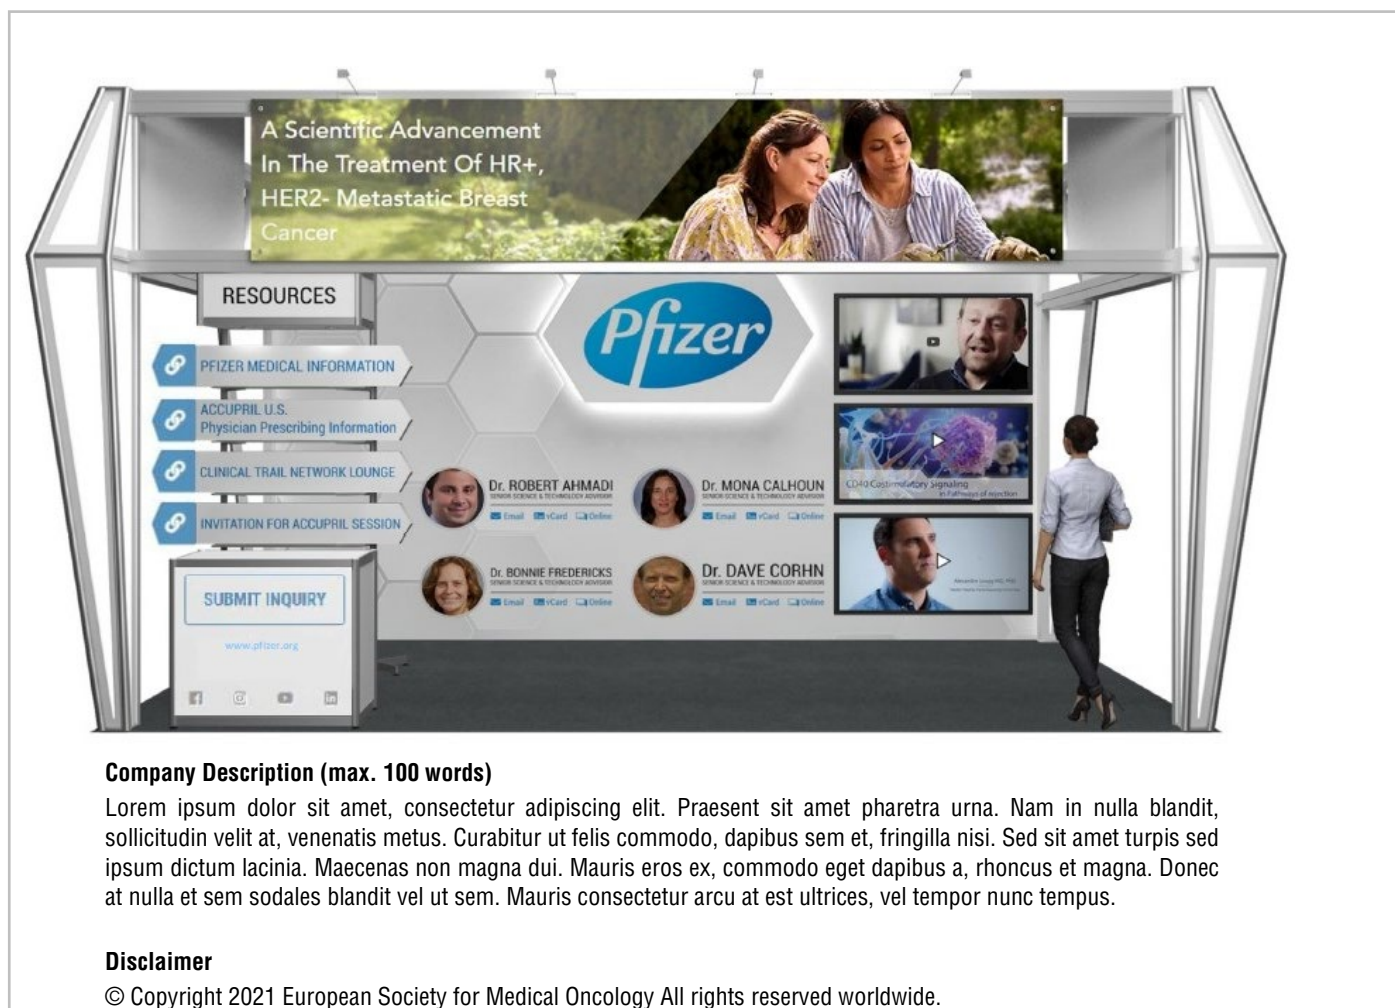 A Scientific Advancement
In The Treatment Of HR+,
HER2- Metastatic Breast
Cancer
RESOURCES
Pfizer
PFIZER MEDICAL INFORMATION
ACCUPRIL U.S.
Physician Prescribing Information
CLINICAL TRAIL NETWORK LOUNGE
INVITATION FOR ACCUPRIL SESSION
Dr. ROBERT AHMADI
SENIOR SCIENCE & TECHNOLOGY ADVISOR
Email vCard Online
Dr. MONA CALHOUN
SENIOR SCIENCE & TECHNOLOGY ADVISOR
Email vCard Online
CD40 Costimulatory Signaling
in Pathways of rejection
Dr. BONNIE FREDERICKS
SENIOR SCIENCE & TECHNOLOGY ADVISOR
Email vCard Online
Dr. DAVE CORHN
SENIOR SCIENCE & TECHNOLOGY ADVISOR
Email vCard Online
SUBMIT INQUIRY
www.pfizer.org
Company Description (max. 100 words)
Lorem ipsum dolor sit amet, consectetur adipiscing elit. Praesent sit amet pharetra urna. Nam in nulla blandit,
sollicitudin velit at, venenatis metus. Curabitur ut felis commodo, dapibus sem et, fringilla nisi. Sed sit amet turpis sed
ipsum dictum lacinia. Maecenas non magna dui. Mauris eros ex, commodo eget dapibus a, rhoncus et magna. Donec
at nulla et sem sodales blandit vel ut sem. Mauris consectetur arcu at est ultrices, vel tempor nunc tempus.
Disclaimer
© Copyright 2021 European Society for Medical Oncology All rights reserved worldwide.